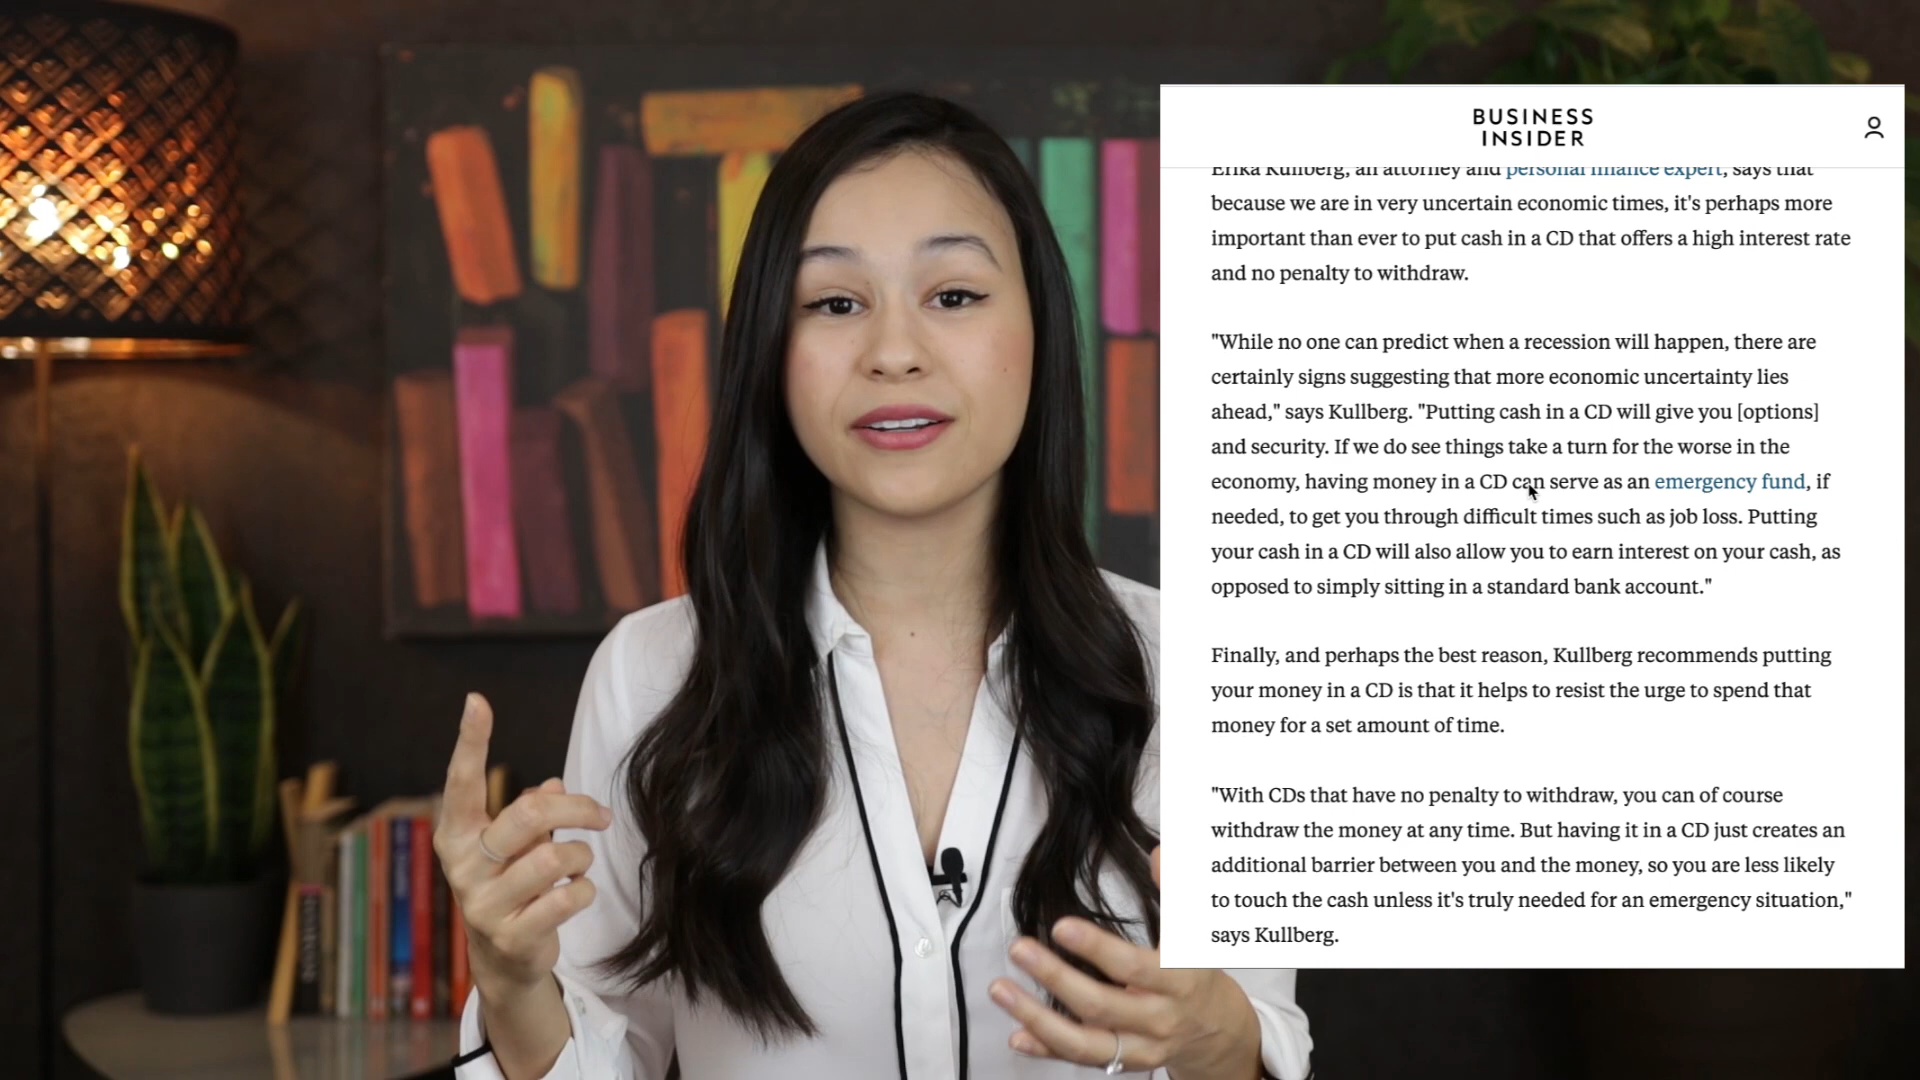 BUSINESS
INSIDER
Erika Kullberg, an attorney and personal finance expert, says that
because we are in very uncertain economic times, it's perhaps more
important than ever to put cash in a CD that offers a high interest rate
and no penalty to withdraw.
"While no one can predict when a recession will happen, there are
certainly signs suggesting that more economic uncertainty lies
ahead," says Kullberg. "Putting cash in a CD will give you [options]
and security. If we do see things take a turn for the worse in the
economy, having money in a CD can serve as an emergency fund, if
needed, to get you through difficult times such as job loss. Putting
your cash in a CD will also allow you to earn interest on your cash, as
opposed to simply sitting in a standard bank account."
Finally, and perhaps the best reason, Kullberg recommends putting
your money in a CD is that it helps to resist the urge to spend that
money for a set amount of time.
"With CDs that have no penalty to withdraw, you can of course
withdraw the money at any time. But having it in a CD just creates an
additional barrier between you and the money, so you are less likely
to touch the cash unless it's truly needed for an emergency situation,"
says Kullberg.